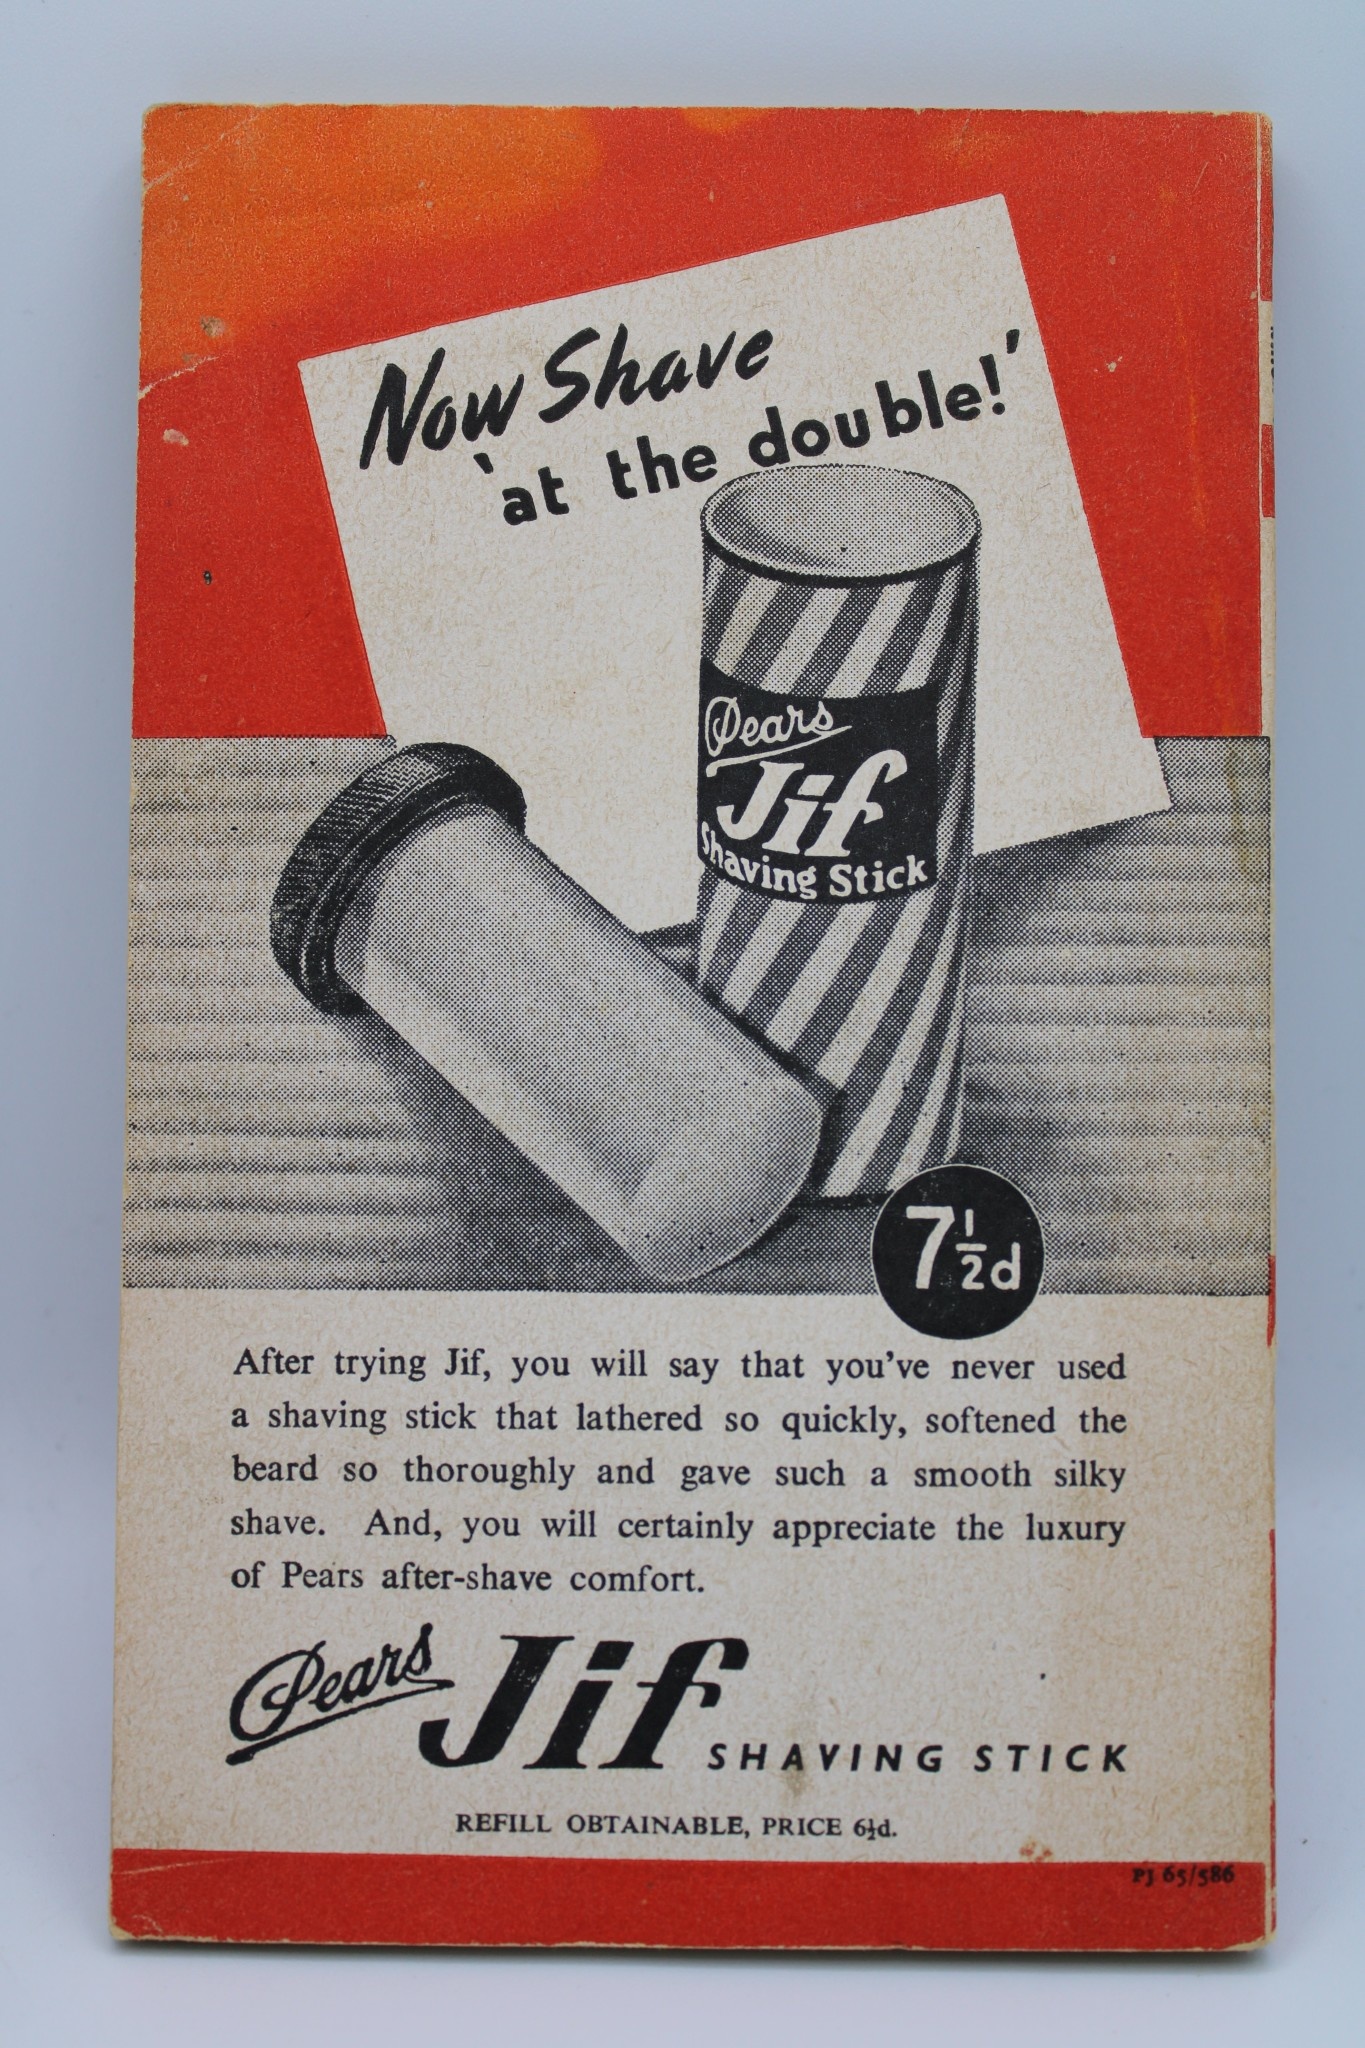 Now Shave
'at the double!'
Pears
Jif
Shaving Stick
7½d
After trying Jif, you will say that you've never used
a shaving stick that lathered so quickly, softened the
beard so thoroughly and gave such a smooth silky
shave. And, you will certainly appreciate the luxury
of Pears after-shave comfort.
Pears Jif SHAVING STICK
REFILL OBTAINABLE, PRICE 6½d.
PJ 65/586